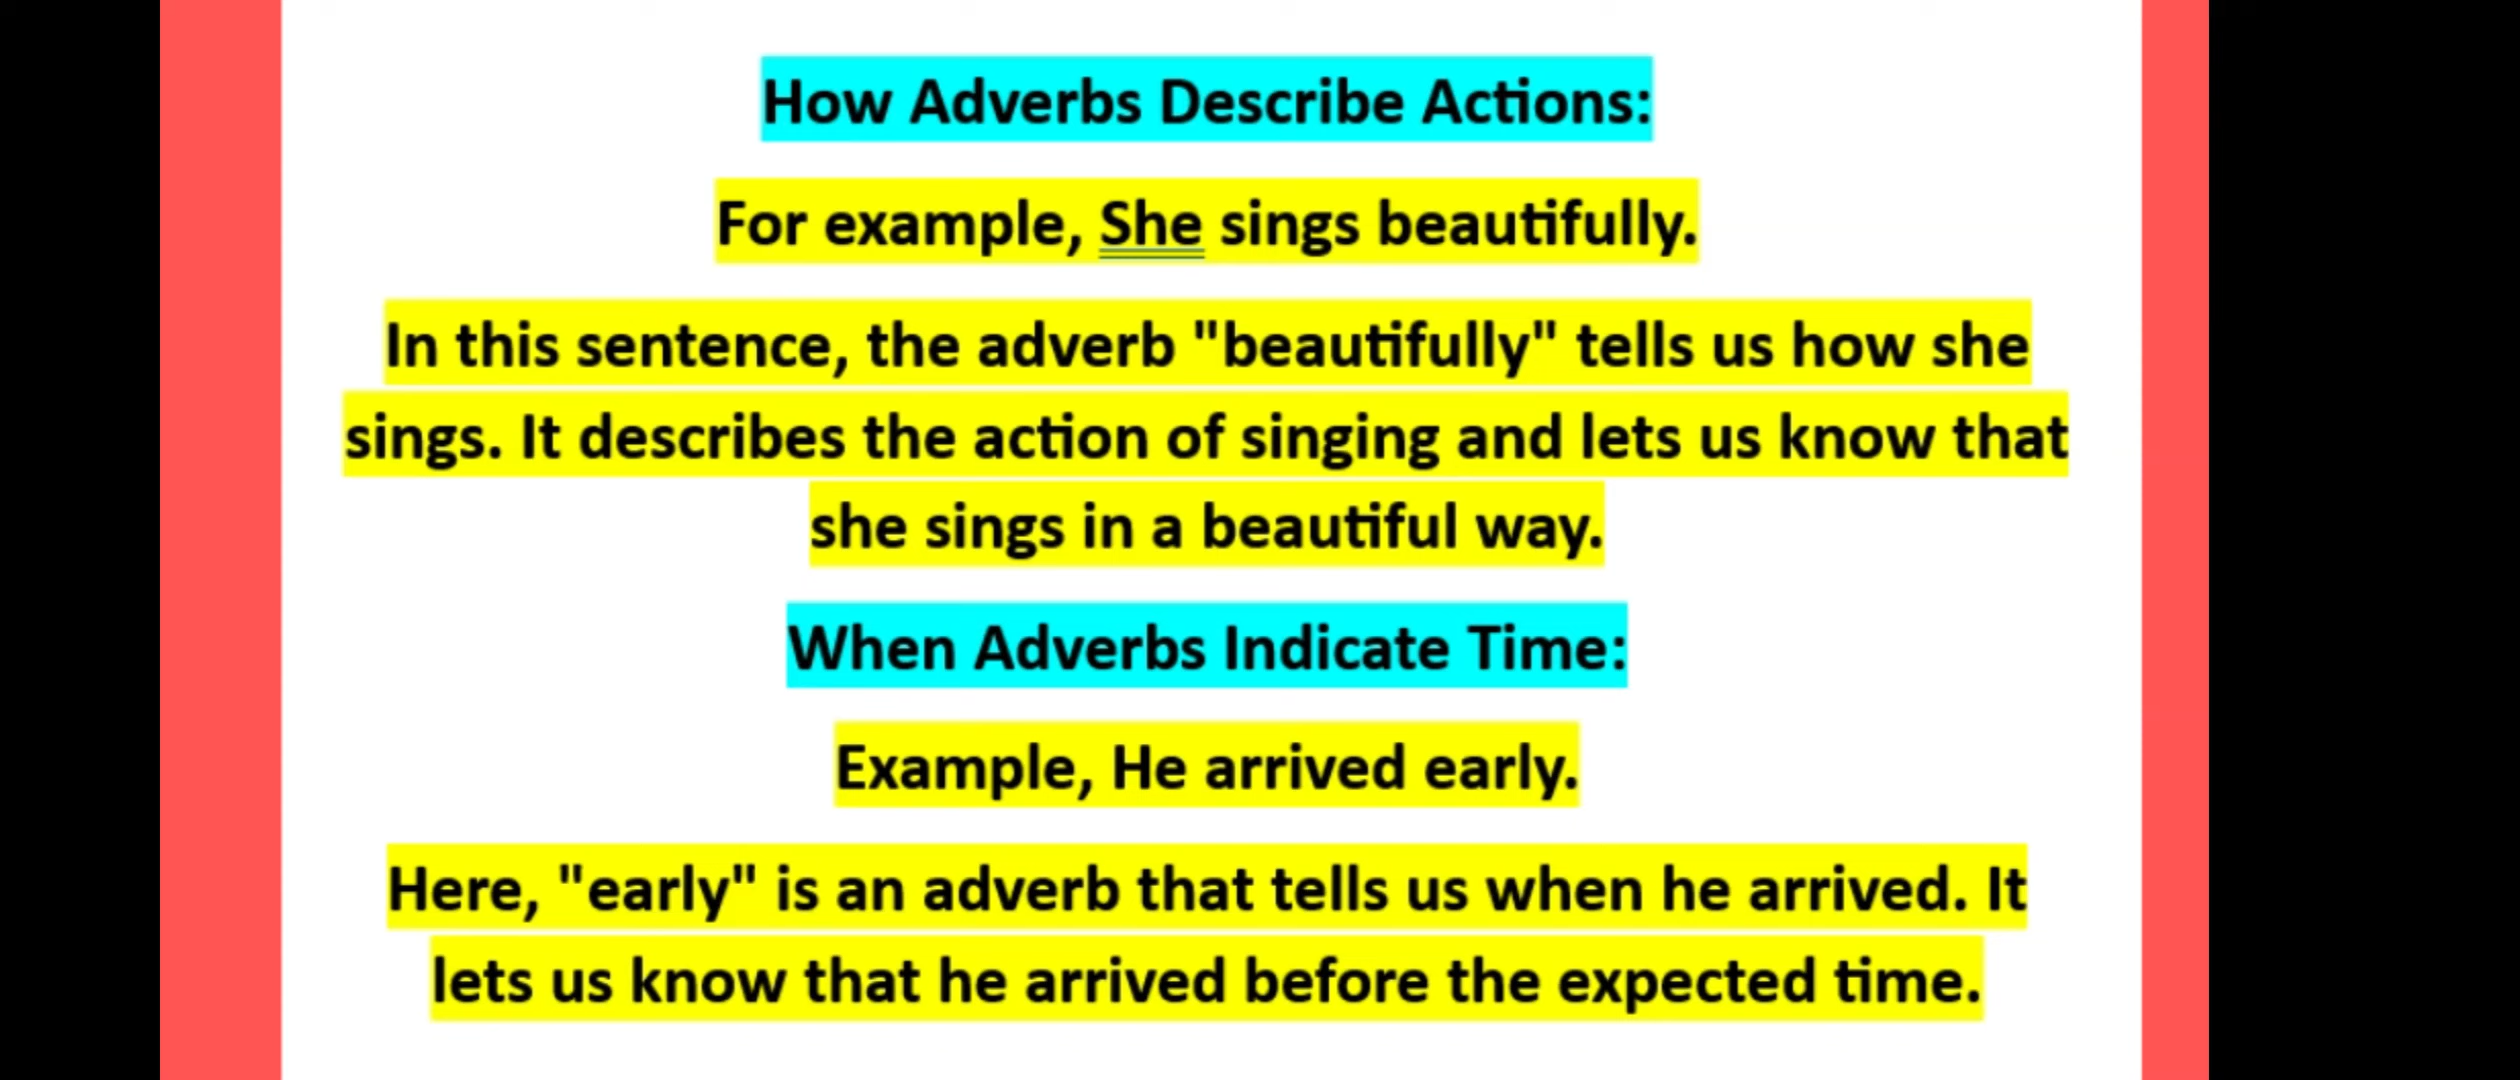 How Adverbs Describe Actions:
For example, She sings beautifully.
In this sentence, the adverb "beautifully" tells us how she
sings. It describes the action of singing and lets us know that
she sings in a beautiful way.
When Adverbs Indicate Time:
Example, He arrived early.
Here, "early" is an adverb that tells us when he arrived. It
lets us know that he arrived before the expected time.